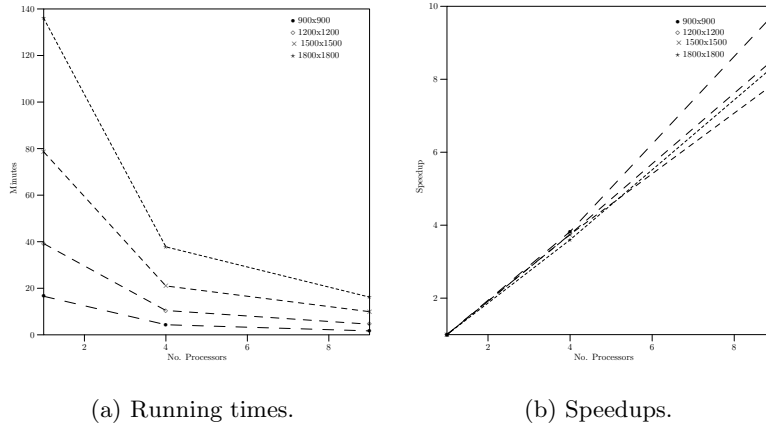 140
120
100
80
60
40
20
0
Minutes
2
4
6
8
No. Processors
900x900
1200x1200
1500x1500
1800x1800
(a) Running times.
10
8
6
4
2
Speedup
2
4
6
8
No. Processors
900x900
1200x1200
1500x1500
1800x1800
(b) Speedups.